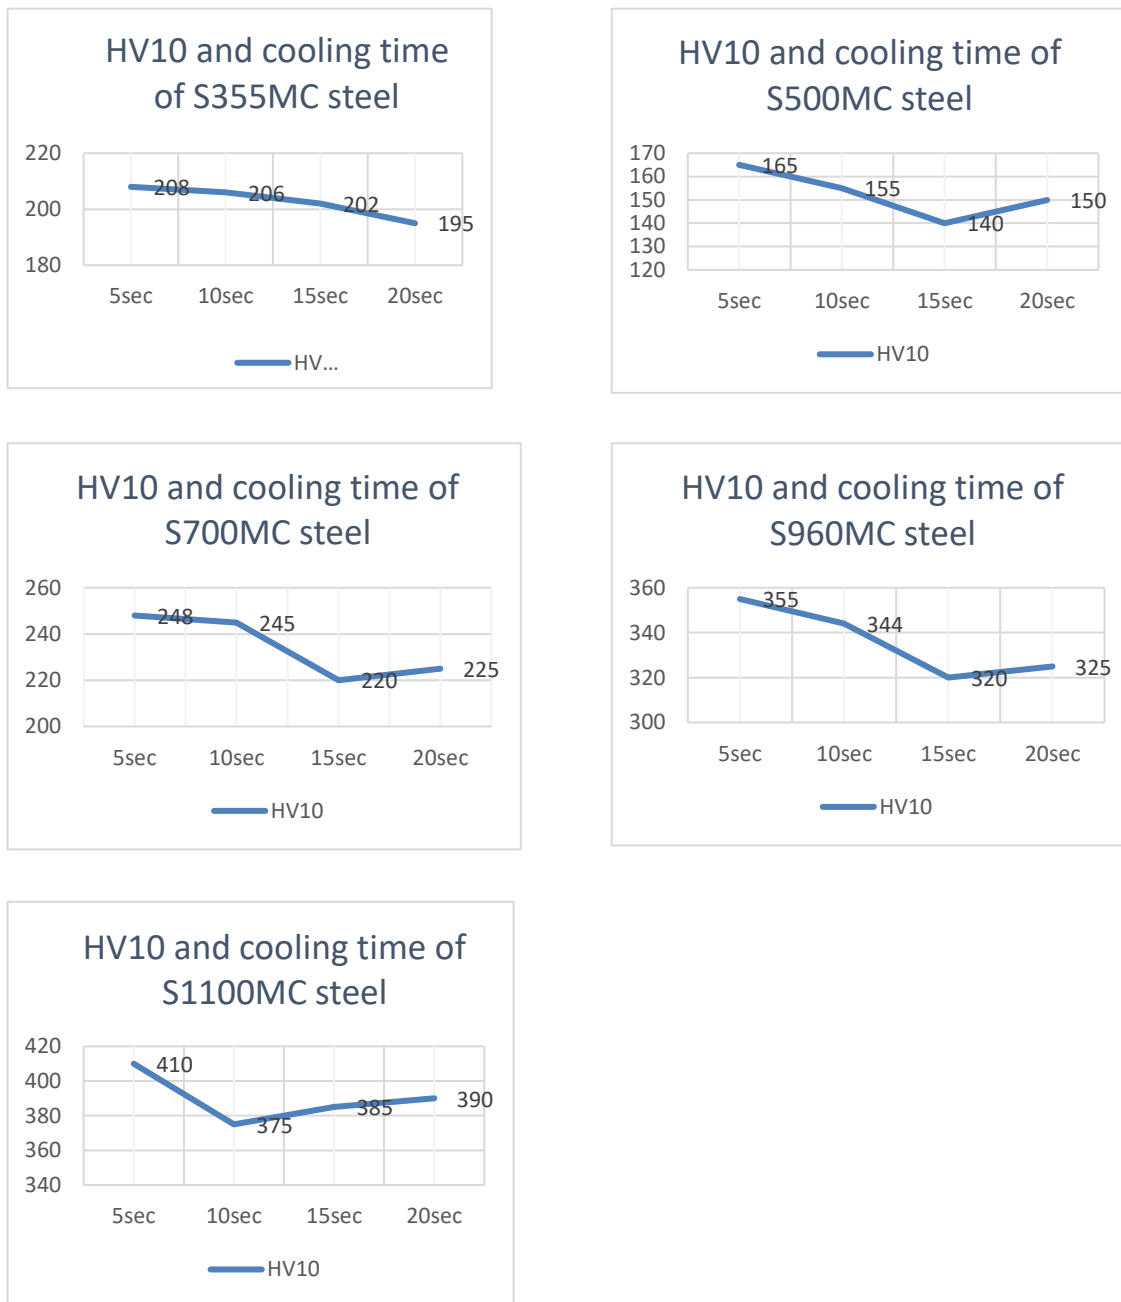 HV10 and cooling time
of S355MC steel
220
200
180
208
206
202
195
5sec 10sec 15sec 20sec
HV...
HV10 and cooling time of
S500MC steel
170
160
150
140
130
120
165
155
140
150
5sec 10sec 15sec 20sec
HV10
HV10 and cooling time of
S700MC steel
260
240
220
200
248
245
220
225
5sec 10sec 15sec 20sec
HV10
HV10 and cooling time of
S960MC steel
360
340
320
300
355
344
320
325
5sec 10sec 15sec 20sec
HV10
HV10 and cooling time of
S1100MC steel
420
400
380
360
340
410
375
385
390
5sec 10sec 15sec 20sec
HV10